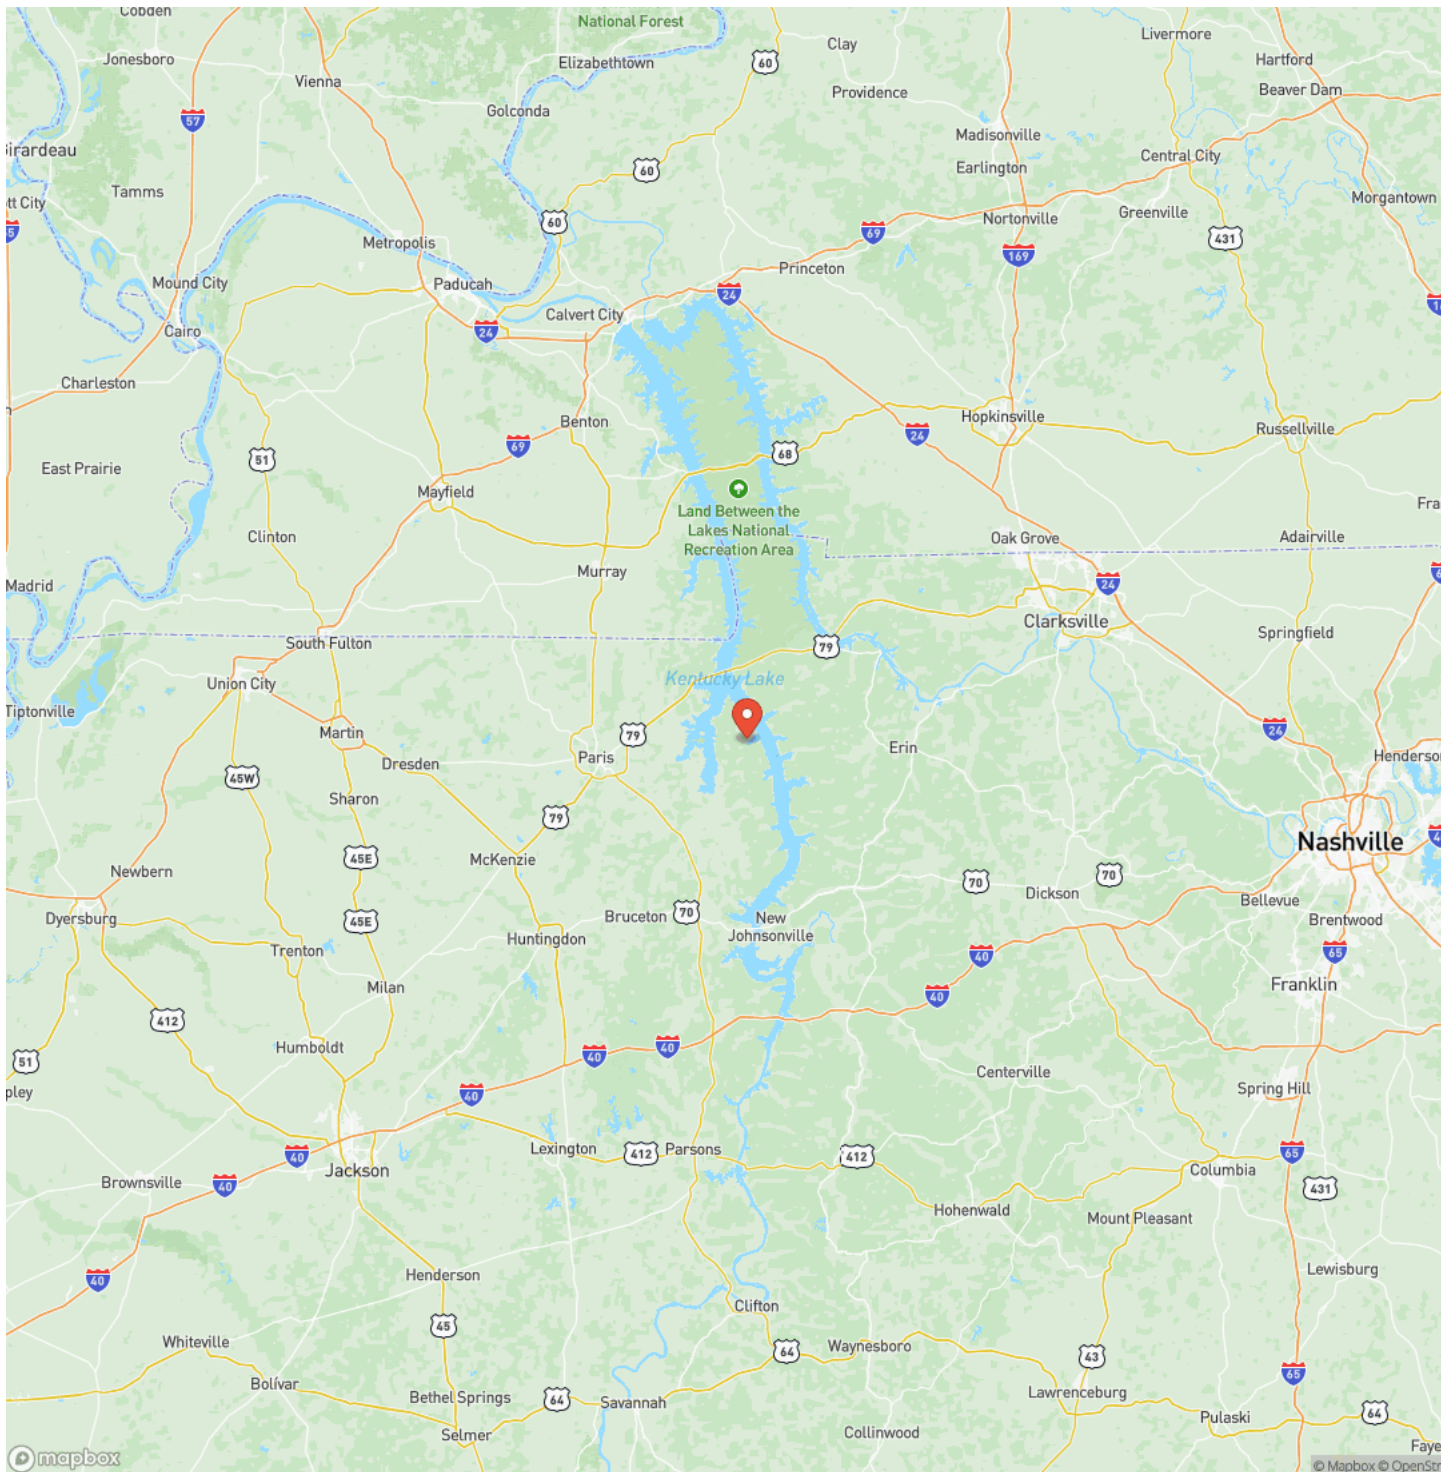 Cobden
National Forest
Clay
Livermore
Jonesboro
Elizabethtown
60
Hartford
Vienna
Providence
Beaver Dam
Golconda
57
Madisonville
Girardeau
Earlington
Central City
60
Tamms
ott City
Morgantown
Greenville
Nortonville
60
65
69
431
Metropolis
169
Princeton
Mound City
Paducah
24
Calvert City
Cairo
24
Charleston
Benton
Hopkinsville
Russellville
24
69
68
51
East Prairie
Mayfield
Land Between the
Lakes National
Recreation Area
Clinton
Oak Grove
Adairville
Murray
Madrid
24
Clarksville
Springfield
South Fulton
79
Kentucky Lake
Union City
Tiptonville
24
Martin
79
Erin
Paris
Henderson
Dresden
45W
Sharon
79
Nashville
45E
McKenzie
Newbern
70
70
Dickson
Bellevue
Dyersburg
45E
Bruceton
70
New
Johnsonville
Brentwood
Huntingdon
Trenton
40
65
Milan
40
Franklin
412
Humboldt
40
40
51
Centerville
Spring Hill
pley
40
Lexington
412
Parsons
412
65
40
Jackson
Columbia
Brownsville
40
431
Hohenwald
Mount Pleasant
Lewisburg
40
Henderson
Clifton
45
Whiteville
64
Waynesboro
43
65
Bolívar
Bethel Springs
64
Savannah
Lawrenceburg
Pulaski
64
Selmer
Collinwood
Faye
mapbox
© Mapbox © OpenStr